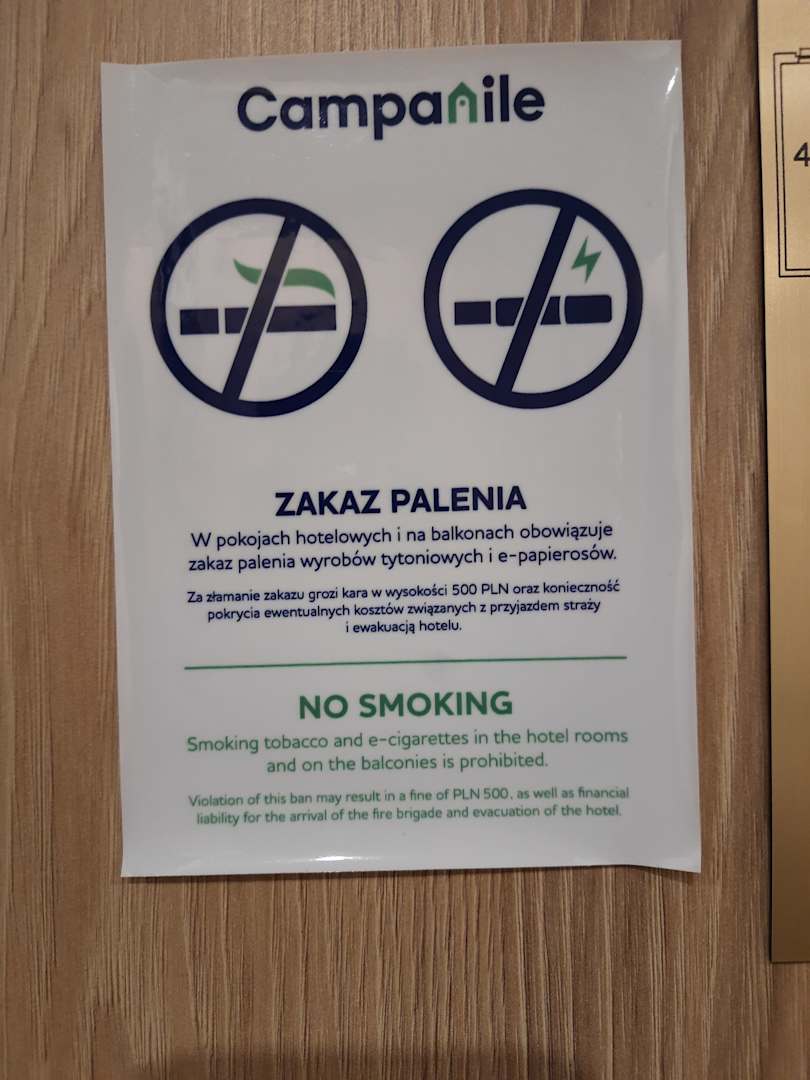 Campanile
4
ZAKAZ PALENIA
W pokojach hotelowych i na balkonach obowiązuje
zakaz palenia wyrobów tytoniowych i e-papierosów.
Za złamanie zakazu grozi kara w wysokości 500 PLN oraz konieczność
pokrycia ewentualnych kosztów związanych z przyjazdem straży
i ewakuacją hotelu.
NO SMOKING
Smoking tobacco and e-cigarettes in the hotel rooms
and on the balconies is prohibited.
Violation of this ban may result in a fine of PLN 500, as well as financial
liability for the arrival of the fire brigade and evacuation of the hotel.